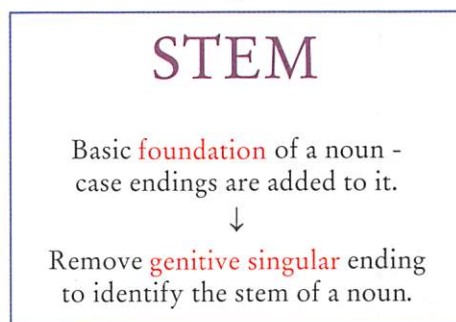 STEM
Basic foundation of a noun -
case endings are added to it.
↓
Remove genitive singular ending
to identify the stem of a noun.